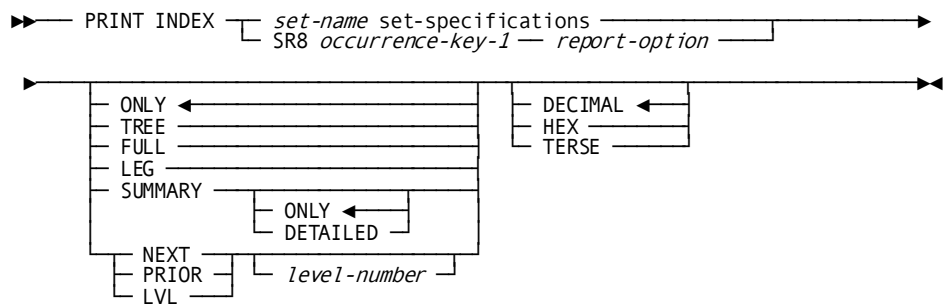 PRINT INDEX set-name set-specifications
SR8 occurrence-key-1 report-option
ONLY DECIMAL
TREE HEX
FULL TERSE
LEG
SUMMARY
ONLY
DETAILED
NEXT
PRIOR level-number
LVL